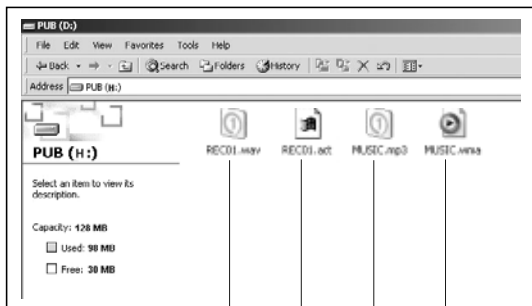 PUB (D:)
File Edit View Favorites Tools Help
Back Search Folders History
Address PUB (H:)
REC01.wav REC01.act MUSIC.mp3 MUSIC.wma
PUB (H:)
Select an item to view its
description.
Capacity: 128 MB
Used: 98 MB
Free: 30 MB